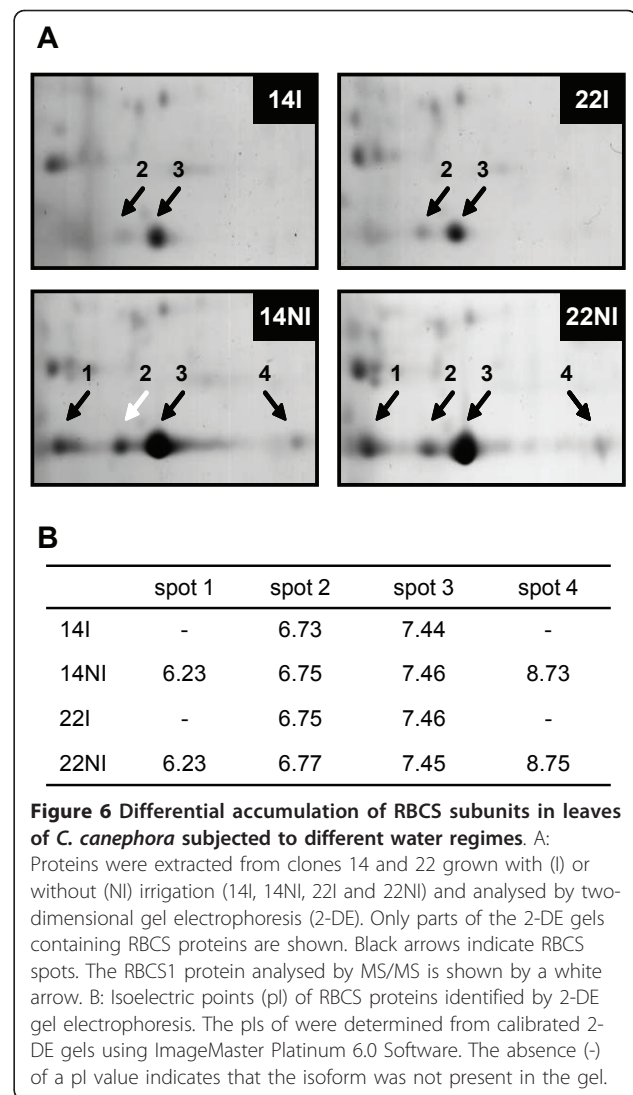 A
14I
22I
2 3
2 3
14NI
22NI
1 2 3 4
1 2 3 4
B
spot 1 spot 2 spot 3 spot 4
14I - 6.73 7.44 -
14NI 6.23 6.75 7.46 8.73
22I - 6.75 7.46 -
22NI 6.23 6.77 7.45 8.75
Figure 6 Differential accumulation of RBCS subunits in leaves
of C. canephora subjected to different water regimes. A:
Proteins were extracted from clones 14 and 22 grown with (I) or
without (NI) irrigation (14I, 14NI, 22I and 22NI) and analysed by two-
dimensional gel electrophoresis (2-DE). Only parts of the 2-DE gels
containing RBCS proteins are shown. Black arrows indicate RBCS
spots. The RBCS1 protein analysed by MS/MS is shown by a white
arrow. B: Isoelectric points (pI) of RBCS proteins identified by 2-DE
gel electrophoresis. The pIs of were determined from calibrated 2-
DE gels using ImageMaster Platinum 6.0 Software. The absence (-)
of a pI value indicates that the isoform was not present in the gel.